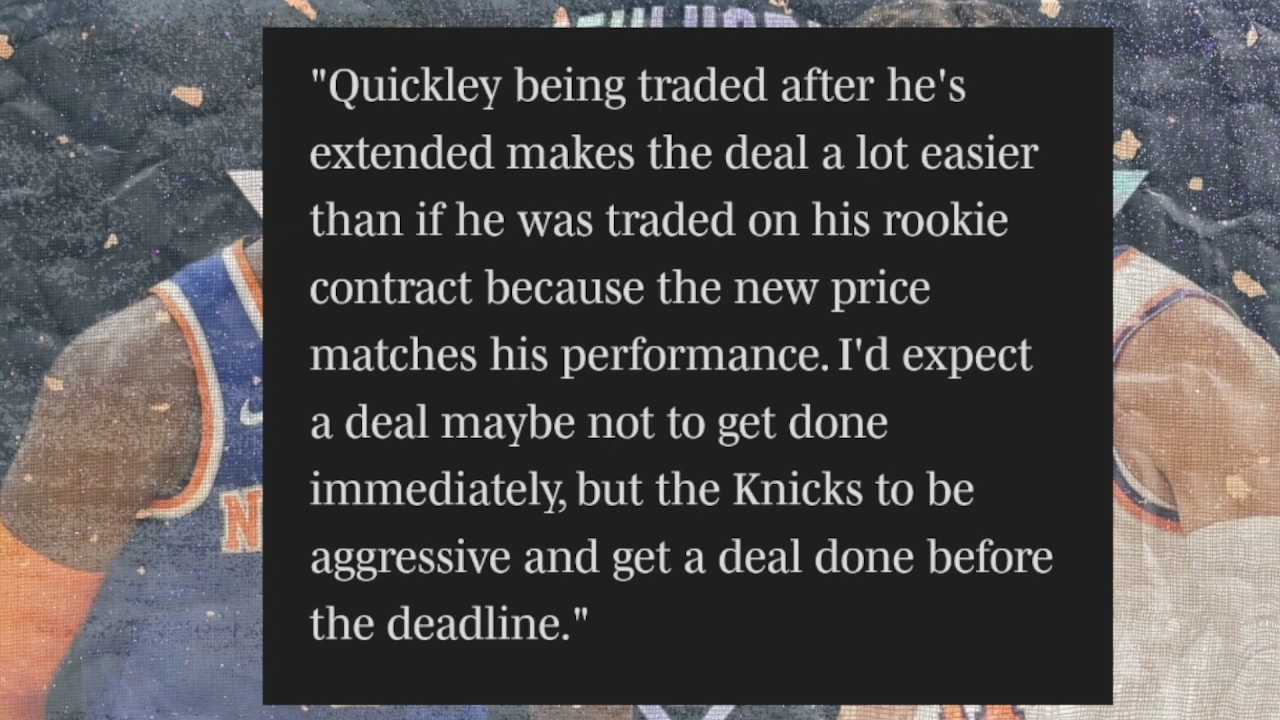 "Quickley being traded after he's
extended makes the deal a lot easier
than if he was traded on his rookie
contract because the new price
matches his performance. I'd expect
a deal maybe not to get done
immediately, but the Knicks to be
aggressive and get a deal done before
the deadline."
N